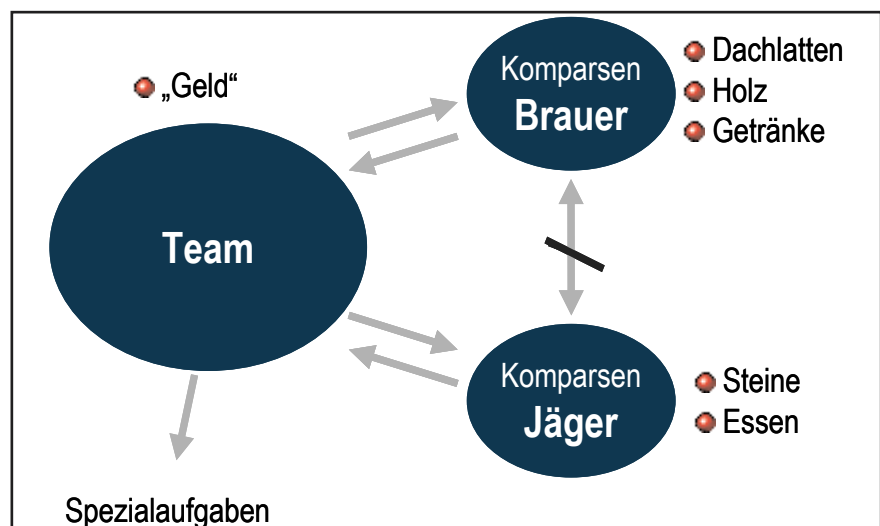 „Geld“
Team
Komparsen
Brauer
Dachlatten
Holz
Getränke
Komparsen
Jäger
Steine
Essen
Spezialaufgaben